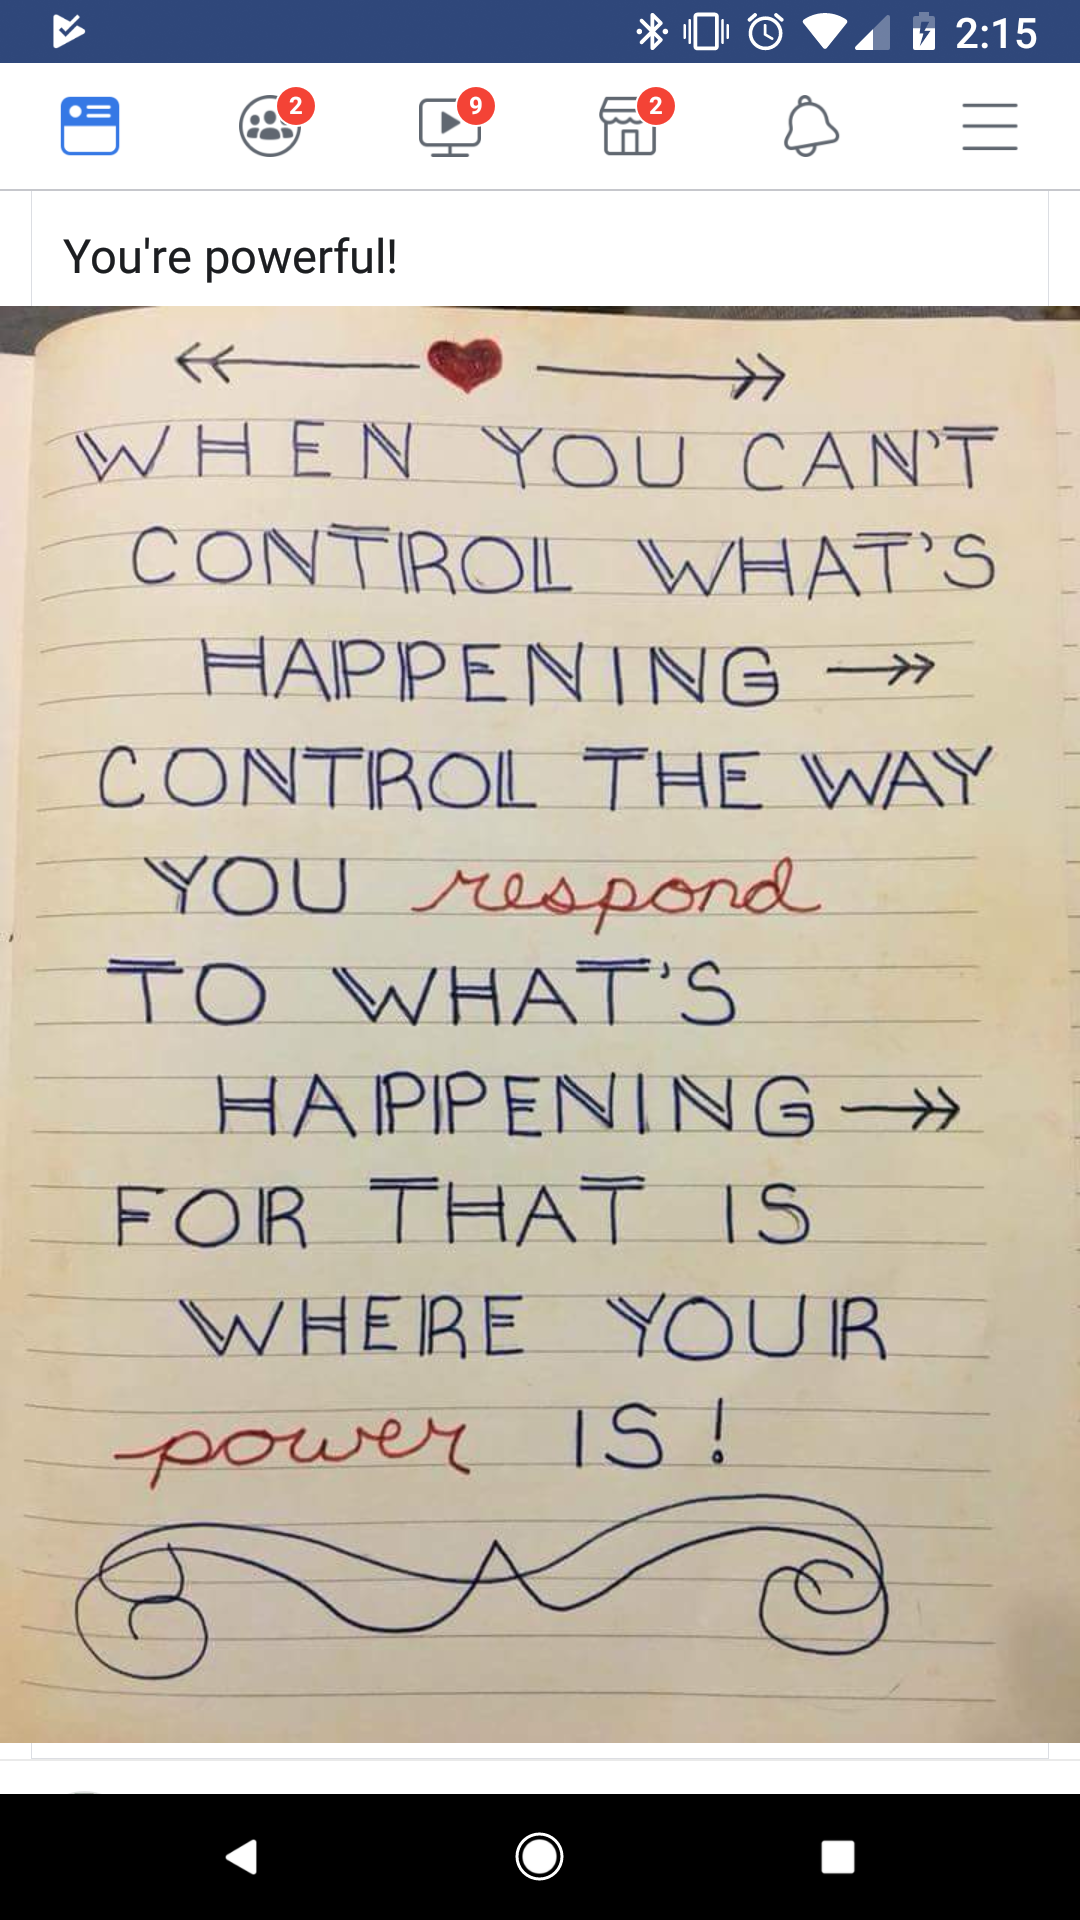 2:15
2
9
2
You're powerful!
WHEN YOU CAN'T
CONTROL WHAT'S
HAPPENING
CONTROL THE WAY
YOU respond
TO WHAT'S
HAPPENING
FOR THAT IS
WHERE YOUR
power IS!